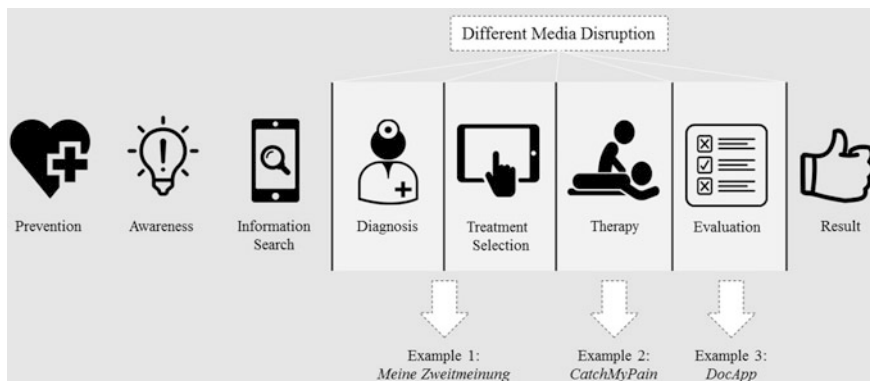 Different Media Disruption
Prevention
Awareness
Information
Search
Diagnosis
Treatment
Selection
Therapy
Evaluation
Result
Example 1:
Meine Zweitmeinung
Example 2:
CatchMyPain
Example 3:
DocApp